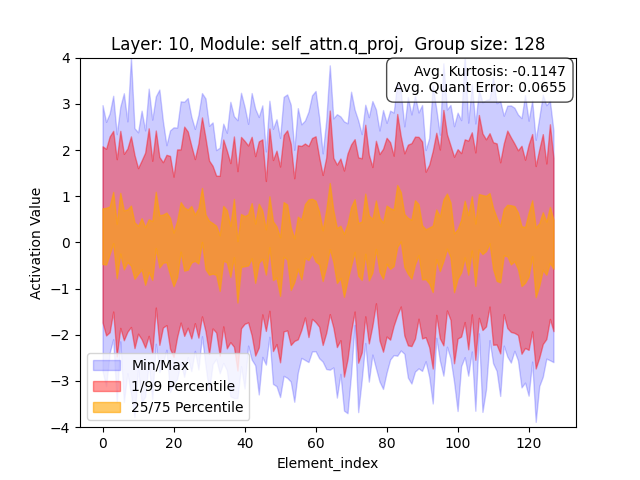 Layer: 10, Module: self_attn.q_proj,  Group size: 128
Avg. Kurtosis: -0.1147
Avg. Quant Error: 0.0655
Activation Value
4
3
2
1
0
−1
−2
−3
−4
Min/Max
1/99 Percentile
25/75 Percentile
0 20 40 60 80 100 120
Element_index